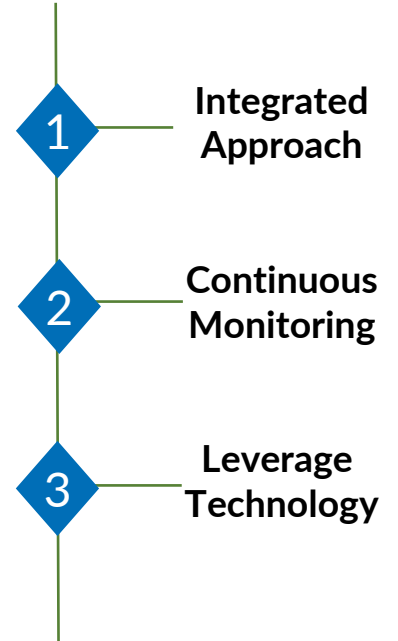 1
Integrated
Approach
2
Continuous
Monitoring
3
Leverage
Technology